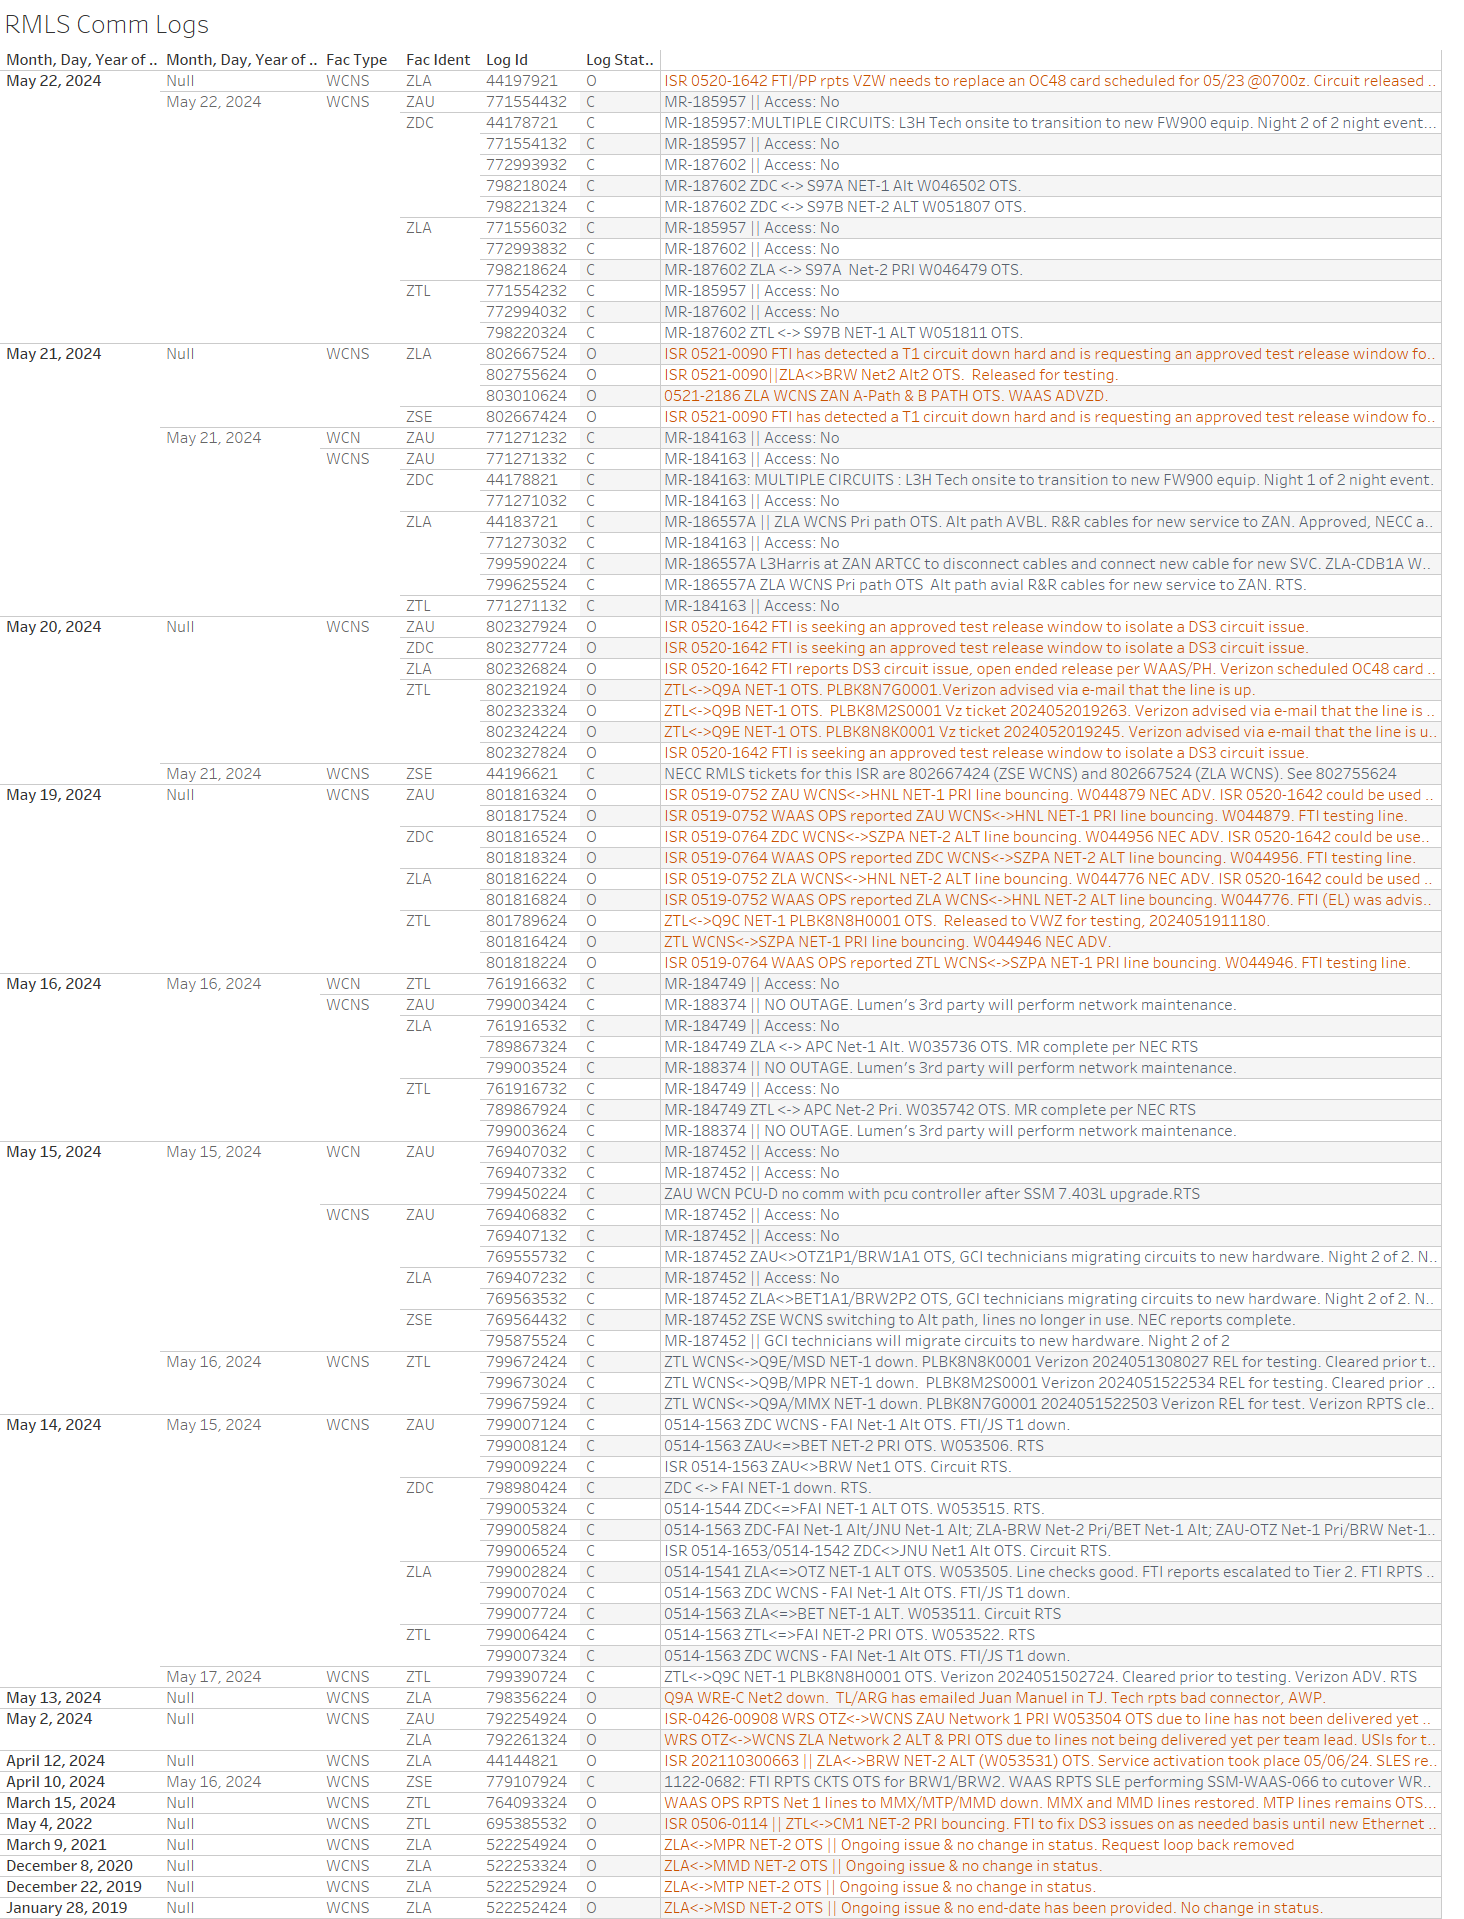 RMLS Comm Logs
Month, Day, Year of .. Month, Day, Year of .. Fac Type Fac Ident Log Id Log Stat..
May 22, 2024 Null WCNS ZLA 44197921 O ISR 0520-1642 FTI/PP rpts VZW needs to replace an OC48 card scheduled for 05/23 @0700z. Circuit released ..
May 22, 2024 WCNS ZAU 771554432 C MR-185957 || Access: No
ZDC 44178721 C MR-185957:MULTIPLE CIRCUITS: L3H Tech onsite to transition to new FW900 equip. Night 2 of 2 night event...
771554132 C MR-185957 || Access: No
772993932 C MR-187602 || Access: No
798218024 C MR-187602 ZDC <-> S97A NET-1 Alt W046502 OTS.
798221324 C MR-187602 ZDC <-> S97B NET-2 ALT W051807 OTS.
ZLA 771556032 C MR-185957 || Access: No
772993832 C MR-187602 || Access: No
798218624 C MR-187602 ZLA <-> S97A  Net-2 PRI W046479 OTS.
ZTL 771554232 C MR-185957 || Access: No
772994032 C MR-187602 || Access: No
798220324 C MR-187602 ZTL <-> S97B NET-1 ALT W051811 OTS.
May 21, 2024 Null WCNS ZLA 802667524 O ISR 0521-0090 FTI has detected a T1 circuit down hard and is requesting an approved test release window fo..
802755624 O ISR 0521-0090||ZLA<>BRW Net2 Alt2 OTS.  Released for testing.
803010624 O 0521-2186 ZLA WCNS ZAN A-Path & B PATH OTS. WAAS ADVZD.
ZSE 802667424 O ISR 0521-0090 FTI has detected a T1 circuit down hard and is requesting an approved test release window fo..
May 21, 2024 WCN ZAU 771271232 C MR-184163 || Access: No
WCNS ZAU 771271332 C MR-184163 || Access: No
ZDC 44178821 C MR-184163: MULTIPLE CIRCUITS : L3H Tech onsite to transition to new FW900 equip. Night 1 of 2 night event.
771271032 C MR-184163 || Access: No
ZLA 44183721 C MR-186557A || ZLA WCNS Pri path OTS. Alt path AVBL. R&R cables for new service to ZAN. Approved, NECC a..
771273032 C MR-184163 || Access: No
799590224 C MR-186557A L3Harris at ZAN ARTCC to disconnect cables and connect new cable for new SVC. ZLA-CDB1A W..
799625524 C MR-186557A ZLA WCNS Pri path OTS  Alt path avial R&R cables for new service to ZAN. RTS.
ZTL 771271132 C MR-184163 || Access: No
May 20, 2024 Null WCNS ZAU 802327924 O ISR 0520-1642 FTI is seeking an approved test release window to isolate a DS3 circuit issue.
ZDC 802327724 O ISR 0520-1642 FTI is seeking an approved test release window to isolate a DS3 circuit issue.
ZLA 802326824 O ISR 0520-1642 FTI reports DS3 circuit issue, open ended release per WAAS/PH. Verizon scheduled OC48 card ..
ZTL 802321924 O ZTL<->Q9A NET-1 OTS. PLBK8N7G0001.Verizon advised via e-mail that the line is up.
802323324 O ZTL<->Q9B NET-1 OTS.  PLBK8M2S0001 Vz ticket 2024052019263. Verizon advised via e-mail that the line is ..
802324224 O ZTL<->Q9E NET-1 OTS. PLBK8N8K0001 Vz ticket 2024052019245. Verizon advised via e-mail that the line is u..
802327824 O ISR 0520-1642 FTI is seeking an approved test release window to isolate a DS3 circuit issue.
May 21, 2024 WCNS ZSE 44196621 C NECC RMLS tickets for this ISR are 802667424 (ZSE WCNS) and 802667524 (ZLA WCNS). See 802755624
May 19, 2024 Null WCNS ZAU 801816324 O ISR 0519-0752 ZAU WCNS<->HNL NET-1 PRI line bouncing. W044879 NEC ADV. ISR 0520-1642 could be used ..
801817524 O ISR 0519-0752 WAAS OPS reported ZAU WCNS<->HNL NET-1 PRI line bouncing. W044879. FTI testing line.
ZDC 801816524 O ISR 0519-0764 ZDC WCNS<->SZPA NET-2 ALT line bouncing. W044956 NEC ADV. ISR 0520-1642 could be use..
801818324 O ISR 0519-0764 WAAS OPS reported ZDC WCNS<->SZPA NET-2 ALT line bouncing. W044956. FTI testing line.
ZLA 801816224 O ISR 0519-0752 ZLA WCNS<->HNL NET-2 ALT line bouncing. W044776 NEC ADV. ISR 0520-1642 could be used ..
801816824 O ISR 0519-0752 WAAS OPS reported ZLA WCNS<->HNL NET-2 ALT line bouncing. W044776. FTI (EL) was advis..
ZTL 801789624 O ZTL<->Q9C NET-1 PLBK8N8H0001 OTS.  Released to VWZ for testing, 2024051911180.
801816424 O ZTL WCNS<->SZPA NET-1 PRI line bouncing. W044946 NEC ADV.
801818224 O ISR 0519-0764 WAAS OPS reported ZTL WCNS<->SZPA NET-1 PRI line bouncing. W044946. FTI testing line.
May 16, 2024 May 16, 2024 WCN ZTL 761916632 C MR-184749 || Access: No
WCNS ZAU 799003424 C MR-188374 || NO OUTAGE. Lumen's 3rd party will perform network maintenance.
ZLA 761916532 C MR-184749 || Access: No
789867324 C MR-184749 ZLA <-> APC Net-1 Alt. W035736 OTS. MR complete per NEC RTS
799003524 C MR-188374 || NO OUTAGE. Lumen's 3rd party will perform network maintenance.
ZTL 761916732 C MR-184749 || Access: No
789867924 C MR-184749 ZTL <-> APC Net-2 Pri. W035742 OTS. MR complete per NEC RTS
799003624 C MR-188374 || NO OUTAGE. Lumen's 3rd party will perform network maintenance.
May 15, 2024 May 15, 2024 WCN ZAU 769407032 C MR-187452 || Access: No
769407332 C MR-187452 || Access: No
799450224 C ZAU WCN PCU-D no comm with pcu controller after SSM 7.403L upgrade.RTS
WCNS ZAU 769406832 C MR-187452 || Access: No
769407132 C MR-187452 || Access: No
769555732 C MR-187452 ZAU<>OTZ1P1/BRW1A1 OTS, GCI technicians migrating circuits to new hardware. Night 2 of 2. N..
ZLA 769407232 C MR-187452 || Access: No
769563532 C MR-187452 ZLA<>BET1A1/BRW2P2 OTS, GCI technicians migrating circuits to new hardware. Night 2 of 2. N..
ZSE 769564432 C MR-187452 ZSE WCNS switching to Alt path, lines no longer in use. NEC reports complete.
795875524 C MR-187452 || GCI technicians will migrate circuits to new hardware. Night 2 of 2
May 16, 2024 WCNS ZTL 799672424 C ZTL WCNS<->Q9E/MSD NET-1 down. PLBK8N8K0001 Verizon 2024051308027 REL for testing. Cleared prior t..
799673024 C ZTL WCNS<->Q9B/MPR NET-1 down.  PLBK8M2S0001 Verizon 2024051522534 REL for testing. Cleared prior ..
799675924 C ZTL WCNS<->Q9A/MMX NET-1 down. PLBK8N7G0001 2024051522503 Verizon REL for test. Verizon RPTS cle..
May 14, 2024 May 15, 2024 WCNS ZAU 799007124 C 0514-1563 ZDC WCNS - FAI Net-1 Alt OTS. FTI/JS T1 down.
799008124 C 0514-1563 ZAU<=>BET NET-2 PRI OTS. W053506. RTS
799009224 C ISR 0514-1563 ZAU<>BRW Net1 OTS. Circuit RTS.
ZDC 798980424 C ZDC <-> FAI NET-1 down. RTS.
799005324 C 0514-1544 ZDC<=>FAI NET-1 ALT OTS. W053515. RTS.
799005824 C 0514-1563 ZDC-FAI Net-1 Alt/JNU Net-1 Alt; ZLA-BRW Net-2 Pri/BET Net-1 Alt; ZAU-OTZ Net-1 Pri/BRW Net-1..
799006524 C ISR 0514-1653/0514-1542 ZDC<>JNU Net1 Alt OTS. Circuit RTS.
ZLA 799002824 C 0514-1541 ZLA<=>OTZ NET-1 ALT OTS. W053505. Line checks good. FTI reports escalated to Tier 2. FTI RPTS ..
799007024 C 0514-1563 ZDC WCNS - FAI Net-1 Alt OTS. FTI/JS T1 down.
799007724 C 0514-1563 ZLA<=>BET NET-1 ALT. W053511. Circuit RTS
ZTL 799006424 C 0514-1563 ZTL<=>FAI NET-2 PRI OTS. W053522. RTS
799007324 C 0514-1563 ZDC WCNS - FAI Net-1 Alt OTS. FTI/JS T1 down.
May 17, 2024 WCNS ZTL 799390724 C ZTL<->Q9C NET-1 PLBK8N8H0001 OTS. Verizon 2024051502724. Cleared prior to testing. Verizon ADV. RTS
May 13, 2024 Null WCNS ZLA 798356224 O Q9A WRE-C Net2 down.  TL/ARG has emailed Juan Manuel in TJ. Tech rpts bad connector, AWP.
May 2, 2024 Null WCNS ZAU 792254924 O ISR-0426-00908 WRS OTZ<->WCNS ZAU Network 1 PRI W053504 OTS due to line has not been delivered yet ..
ZLA 792261324 O WRS OTZ<->WCNS ZLA Network 2 ALT & PRI OTS due to lines not being delivered yet per team lead. USIs for t..
April 12, 2024 Null WCNS ZLA 44144821 O ISR 202110300663 || ZLA<->BRW NET-2 ALT (W053531) OTS. Service activation took place 05/06/24. SLES re..
April 10, 2024 May 16, 2024 WCNS ZSE 779107924 C 1122-0682: FTI RPTS CKTS OTS for BRW1/BRW2. WAAS RPTS SLE performing SSM-WAAS-066 to cutover WR..
March 15, 2024 Null WCNS ZTL 764093324 O WAAS OPS RPTS Net 1 lines to MMX/MTP/MMD down. MMX and MMD lines restored. MTP lines remains OTS...
May 4, 2022 Null WCNS ZTL 695385532 O ISR 0506-0114 || ZTL<->CM1 NET-2 PRI bouncing. FTI to fix DS3 issues on as needed basis until new Ethernet ..
March 9, 2021 Null WCNS ZLA 522254924 O ZLA<->MPR NET-2 OTS || Ongoing issue & no change in status. Request loop back removed
December 8, 2020 Null WCNS ZLA 522253324 O ZLA<->MMD NET-2 OTS || Ongoing issue & no change in status.
December 22, 2019 Null WCNS ZLA 522252924 O ZLA<->MTP NET-2 OTS || Ongoing issue & no change in status.
January 28, 2019 Null WCNS ZLA 522252424 O ZLA<->MSD NET-2 OTS || Ongoing issue & no end-date has been provided. No change in status.